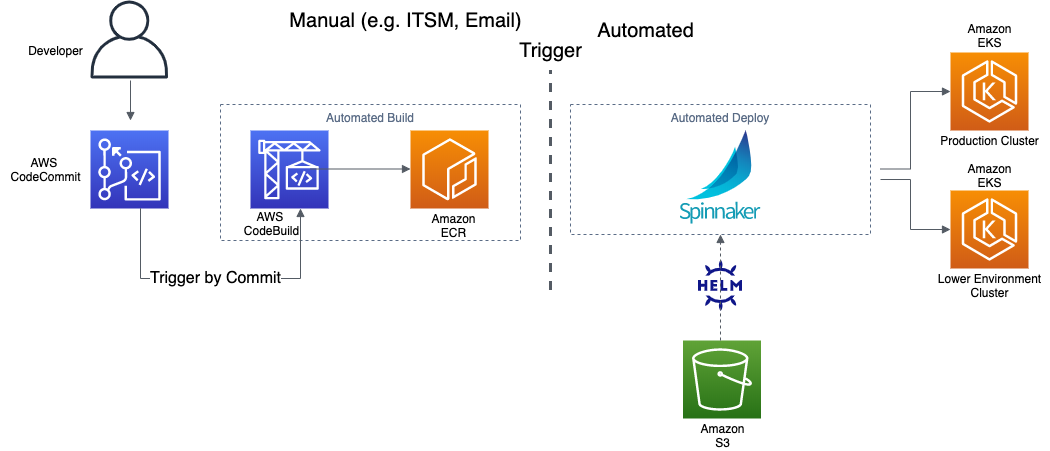 Manual (e.g. ITSM, Email)
Automated
Trigger
Developer
AWS
CodeCommit
Automated Build
AWS
CodeBuild
Amazon
ECR
Trigger by Commit
Automated Deploy
Spinnaker
HELM
Amazon
S3
Amazon
EKS
K
Production Cluster
Amazon
EKS
K
Lower Environment
Cluster